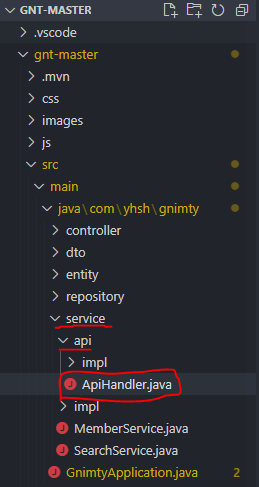 GNT-MASTER
.vscode
gnt-master
.mvn
css
images
js
src
main
java\com\yhsh\gnimty
controller
dto
entity
repository
service
api
impl
J ApiHandler.java
impl
J MemberService.java
J SearchService.java
J GnimtyApplication.java 2